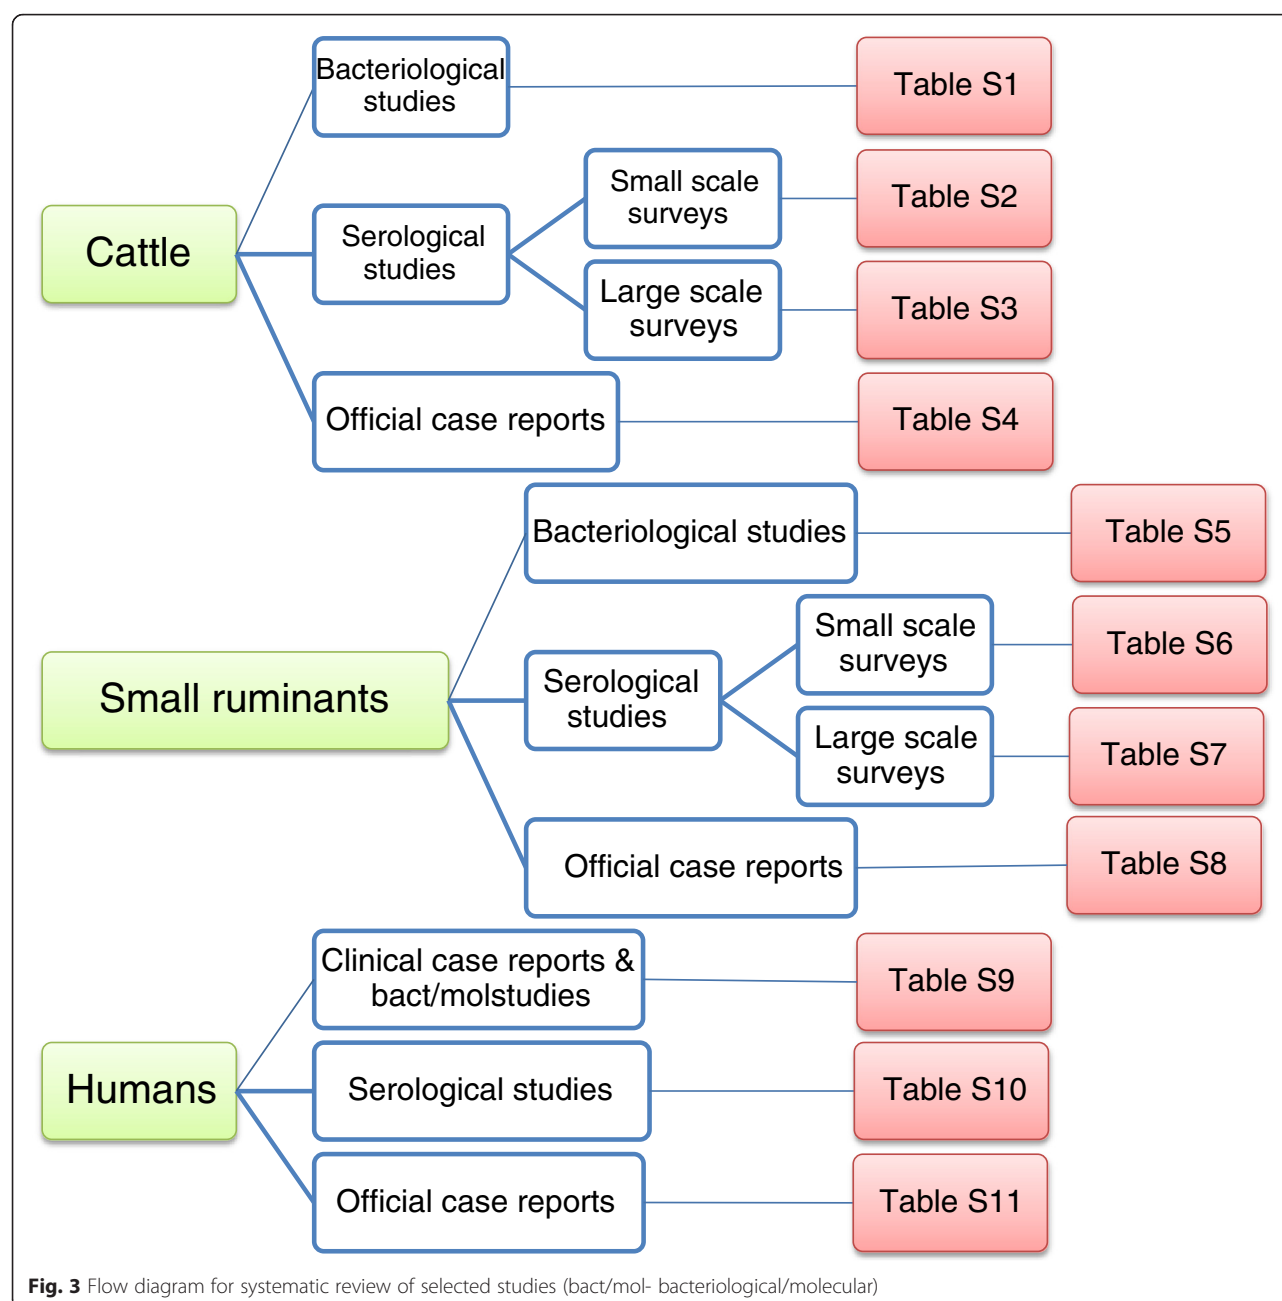 Bacteriological
studies
Table S1
Cattle
Serological
studies
Small scale
surveys
Table S2
Large scale
surveys
Table S3
Official case reports
Table S4
Small ruminants
Bacteriological studies
Table S5
Serological
studies
Small scale
surveys
Table S6
Large scale
surveys
Table S7
Official case reports
Table S8
Humans
Clinical case reports &
bact/molstudies
Table S9
Serological studies
Table S10
Official case reports
Table S11
Fig. 3 Flow diagram for systematic review of selected studies (bact/mol- bacteriological/molecular)